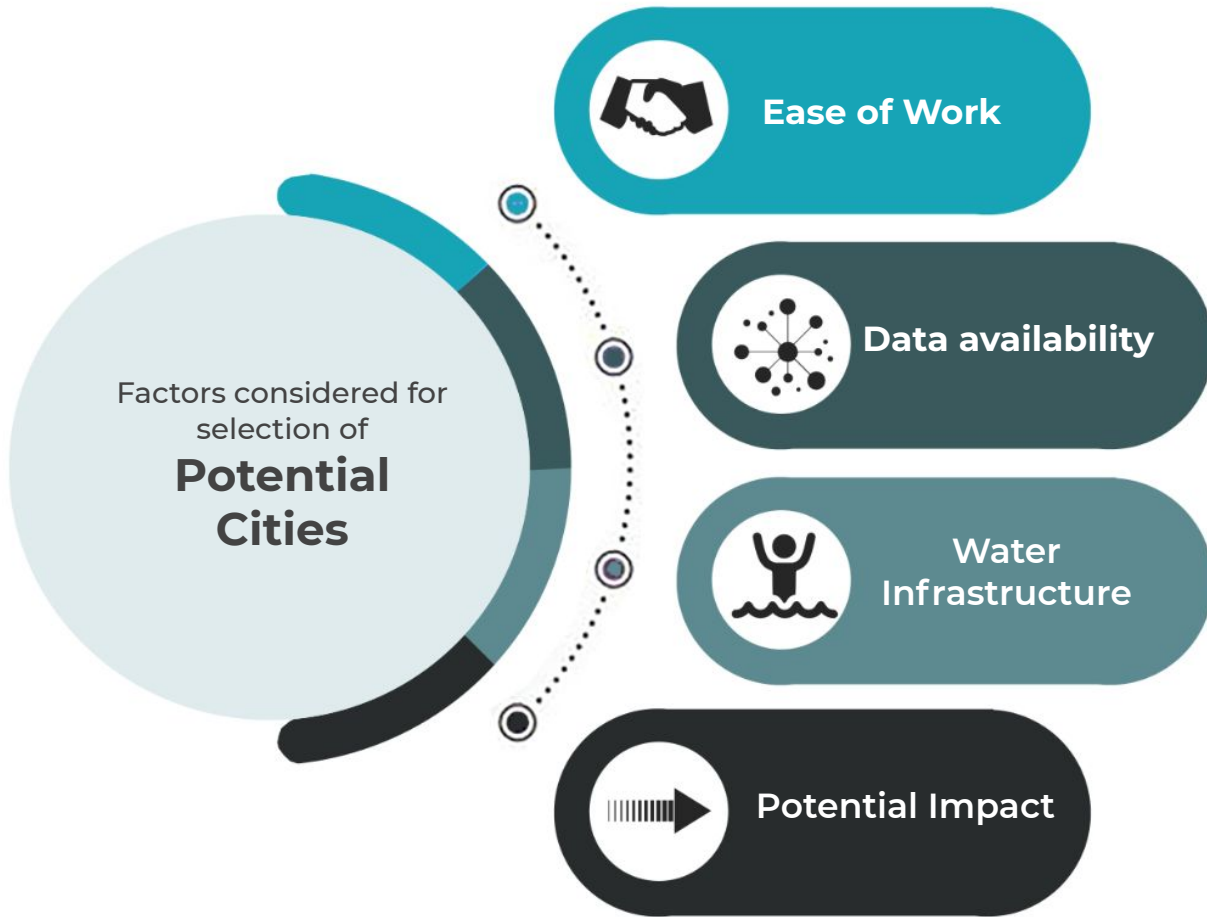 Ease of Work
Data availability
Factors considered for
selection of
Potential
Cities
Water
Infrastructure
Potential Impact